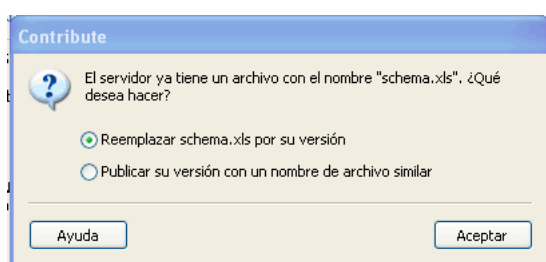 Contribute
El servidor ya tiene un archivo con el nombre "schema.xls". ¿Qué
desea hacer?
Reemplazar schema.xls por su versión
Publicar su versión con un nombre de archivo similar
Ayuda
Aceptar